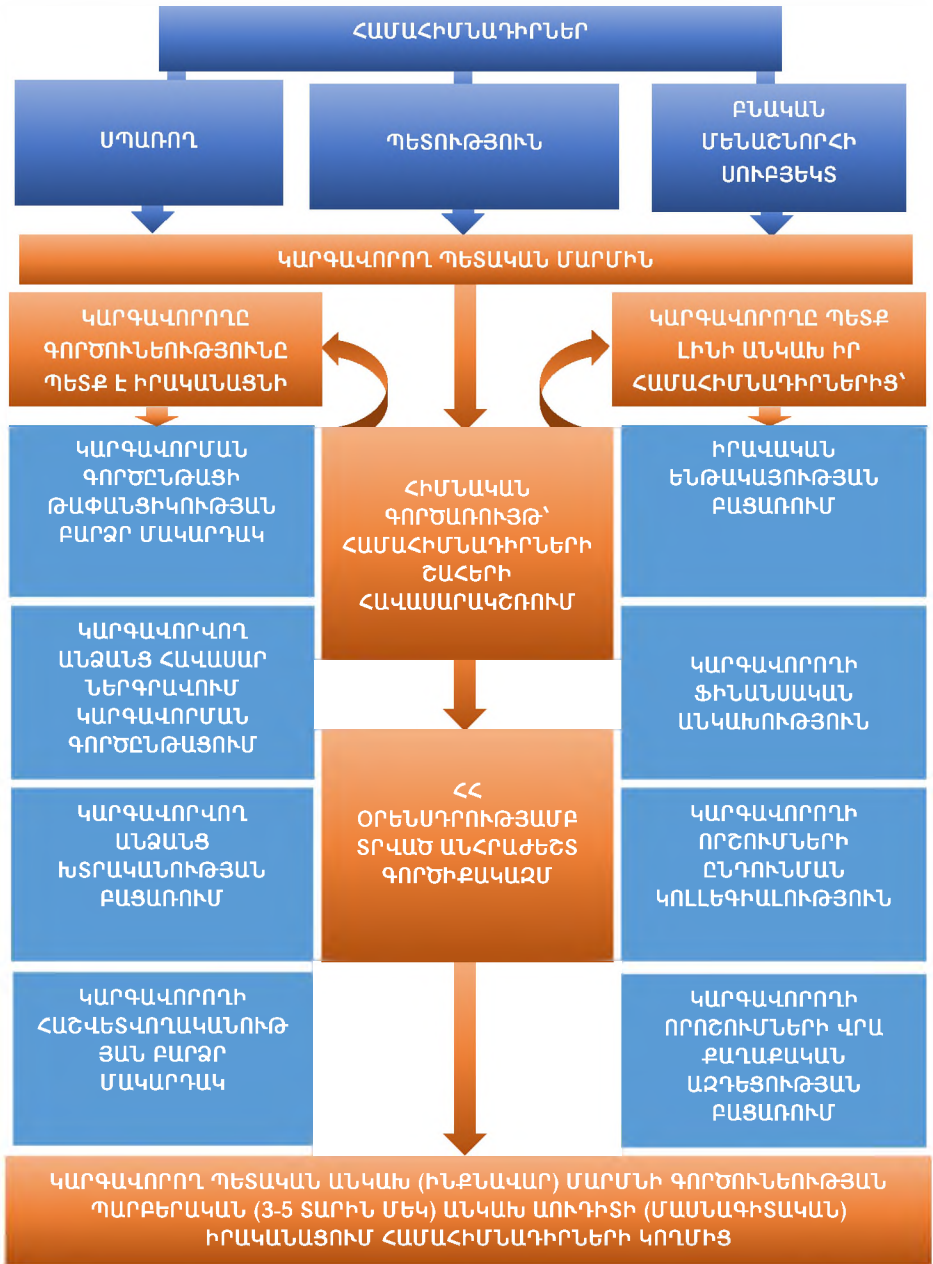 ՀԱՄԱՀԻՄՆԱԴԻՐՆԵՐ
ՍՊԱՌՈՂ
ՊԵՏՈՒԹՅՈՒՆ
ԲՆԱԿԱՆ
ՄԵՆԱՇՆՈՐՀԻ
ՍՈՒԲՅԵԿՏ
ԿԱՐԳԱՎՈՐՈՂ ՊԵՏԱԿԱՆ ՄԱՐՄԻՆ
ԿԱՐԳԱՎՈՐՈՂԸ
ԳՈՐԾՈՒՆԵՈՒԹՅՈՒՆԸ
ՊԵՏՔ Է ԻՐԱԿԱՆԱՑՆԻ
ԿԱՐԳԱՎՈՐՈՂԸ ՊԵՏՔ
ԼԻՆԻ ԱՆԿԱԽ ԻՐ
ՀԱՄԱՀԻՄՆԱԴԻՐՆԵՐԻՑ՝
ԿԱՐԳԱՎՈՐՄԱՆ
ԳՈՐԾԸՆԹԱՑԻ
ԹԱՓԱՆՑԻԿՈՒԹՅԱՆ
ԲԱՐՁՐ ՄԱԿԱՐԴԱԿ
ՀԻՄՆԱԿԱՆ
ԳՈՐԾԱՌՈՒՅԹ՝
ՀԱՄԱՀԻՄՆԱԴԻՐՆԵՐԻ
ՇԱՀԵՐԻ
ՀԱՎԱՍԱՐԱԿՇՌՈՒՄ
ԻՐԱՎԱԿԱՆ
ԵՆԹԱԿԱՅՈՒԹՅԱՆ
ԲԱՑԱՌՈՒՄ
ԿԱՐԳԱՎՈՐՎՈՂ
ԱՆՁԱՆՑ ՀԱՎԱՍԱՐ
ՆԵՐԳՐԱՎՈՒՄ
ԿԱՐԳԱՎՈՐՄԱՆ
ԳՈՐԾԸՆԹԱՑՈՒՄ
ԿԱՐԳԱՎՈՐՈՂԻ
ՖԻՆԱՆՍԱԿԱՆ
ԱՆԿԱԽՈՒԹՅՈՒՆ
ԿԱՐԳԱՎՈՐՎՈՂ
ԱՆՁԱՆՑ
ԽՏՐԱԿԱՆՈՒԹՅԱՆ
ԲԱՑԱՌՈՒՄ
ՀՀ
ՕՐԵՆՍԴՐՈՒԹՅԱՄԲ
ՏՐՎԱԾ ԱՆՀՐԱԺԵՇՏ
ԳՈՐԾԻՔԱԿԱԶՄ
ԿԱՐԳԱՎՈՐՈՂԻ
ՈՐՇՈՒՄՆԵՐԻ
ԸՆԴՈՒՆՄԱՆ
ԿՈԼԼԵԳԻԱԼՈՒԹՅՈՒՆ
ԿԱՐԳԱՎՈՐՈՂԻ
ՀԱՇՎԵՏՎՈՂԱԿԱՆՈՒԹ
ՅԱՆ ԲԱՐՁՐ
ՄԱԿԱՐԴԱԿ
ԿԱՐԳԱՎՈՐՈՂԻ
ՈՐՈՇՈՒՄՆԵՐԻ ՎՐԱ
ՔԱՂԱՔԱԿԱՆ
ԱԶԴԵՑՈՒԹՅԱՆ
ԲԱՑԱՌՈՒՄ
ԿԱՐԳԱՎՈՐՈՂ ՊԵՏԱԿԱՆ ԱՆԿԱԽ (ԻՆՔՆԱՎԱՐ) ՄԱՐՄՆԻ ԳՈՐԾՈՒՆԵՈՒԹՅԱՆ
ՊԱՐԲԵՐԱԿԱՆ (3-5 ՏԱՐԻՆ ՄԵԿ) ԱՆԿԱԽ ԱՈՒԴԻՏԻ (ՄԱՍՆԱԳԻՏԱԿԱՆ)
ԻՐԱԿԱՆԱՑՈՒՄ ՀԱՄԱՀԻՄՆԱԴԻՐՆԵՐԻ ԿՈՂՄԻՑ